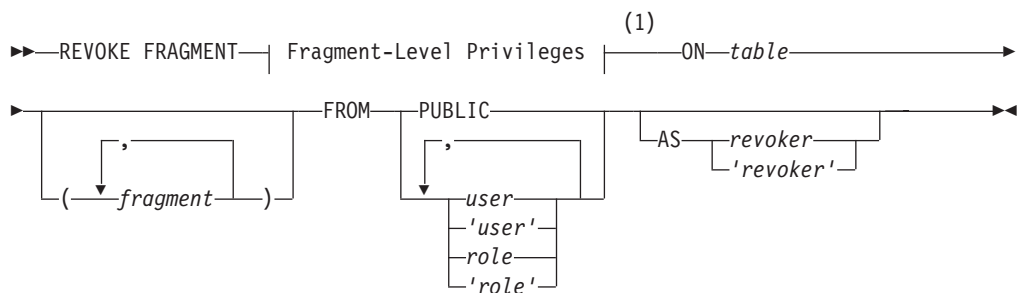 (1)
REVOKE FRAGMENT Fragment-Level Privileges ON table
FROM PUBLIC
, , AS revoker
'revoker'
( fragment ) user
'user'
role
'role'